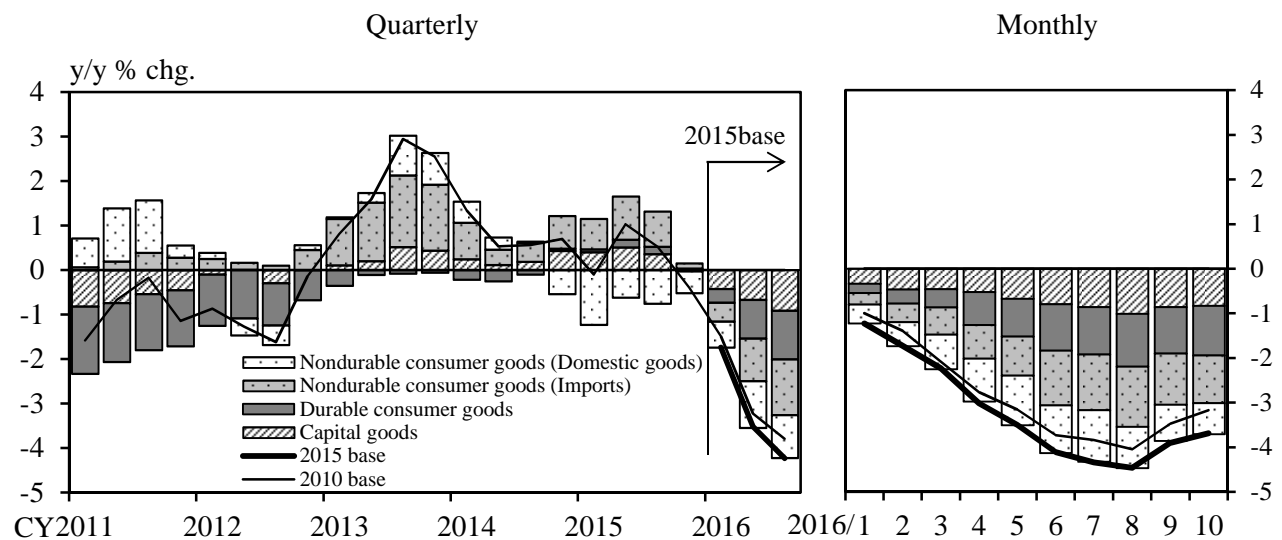 Quarterly
Monthly
y/y % chg.
4
3
2
1
0
-1
-2
-3
-4
-5
2015base
Nondurable consumer goods (Domestic goods)
Nondurable consumer goods (Imports)
Durable consumer goods
Capital goods
2015 base
2010 base
CY2011 2012 2013 2014 2015 2016
4
3
2
1
0
-1
-2
-3
-4
-5
2016/1 2 3 4 5 6 7 8 9 10